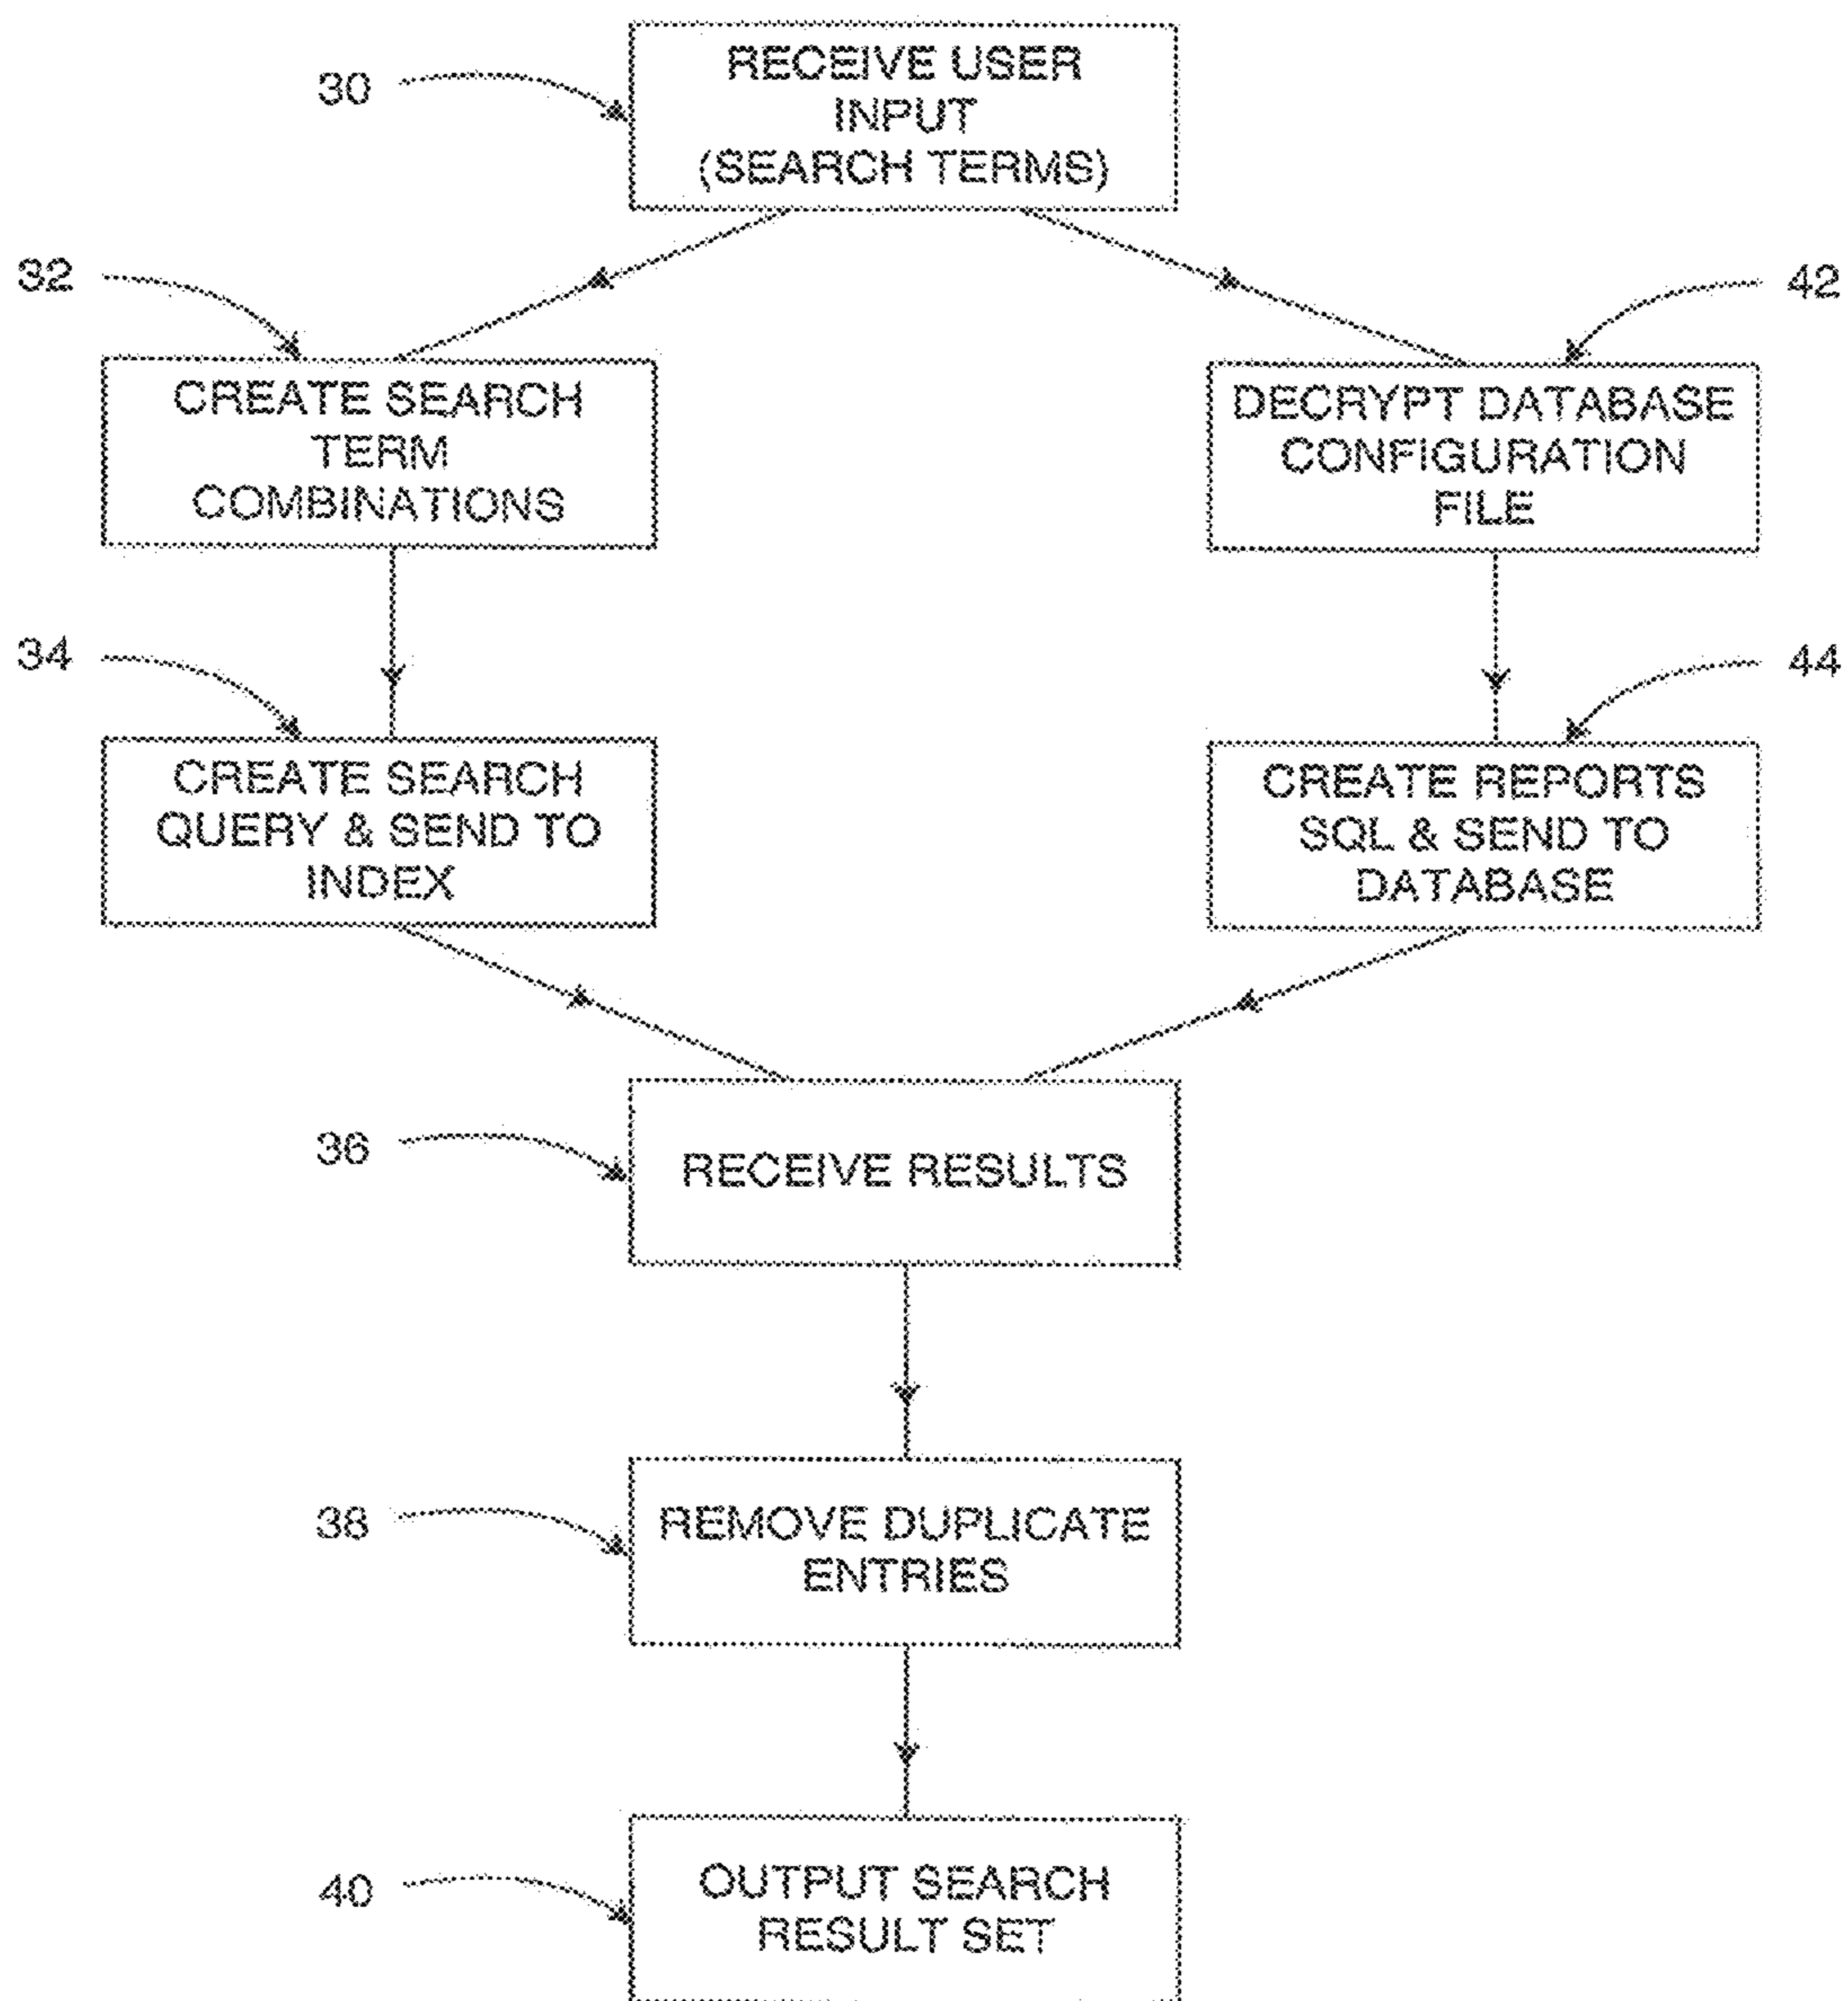 30
RECEIVE USER
INPUT
(SEARCH TERMS)
32
CREATE SEARCH
TERM
COMBINATIONS
42
DECRYPT DATABASE
CONFIGURATION
FILE
34
CREATE SEARCH
QUERY & SEND TO
INDEX
44
CREATE REPORTS
SQL & SEND TO
DATABASE
36
RECEIVE RESULTS
38
REMOVE DUPLICATE
ENTRIES
40
OUTPUT SEARCH
RESULT SET